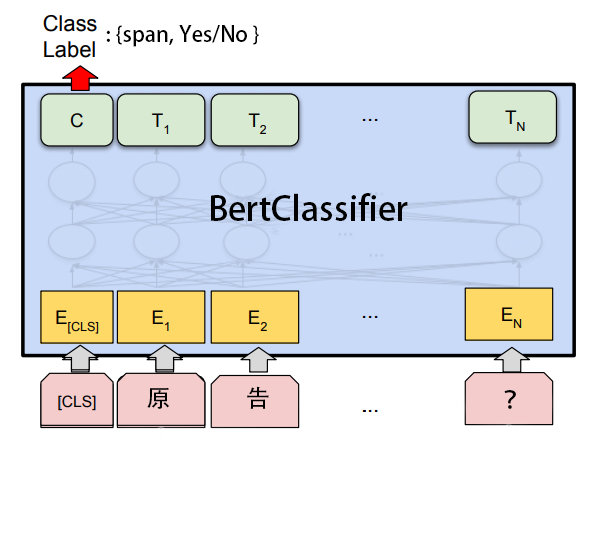 Class
Label : {span, Yes/No }
C T1 T2 ... TN
BertClassifier
...
...
E[CLS] E1 E2 ... EN
[CLS] 原 告 ... ?